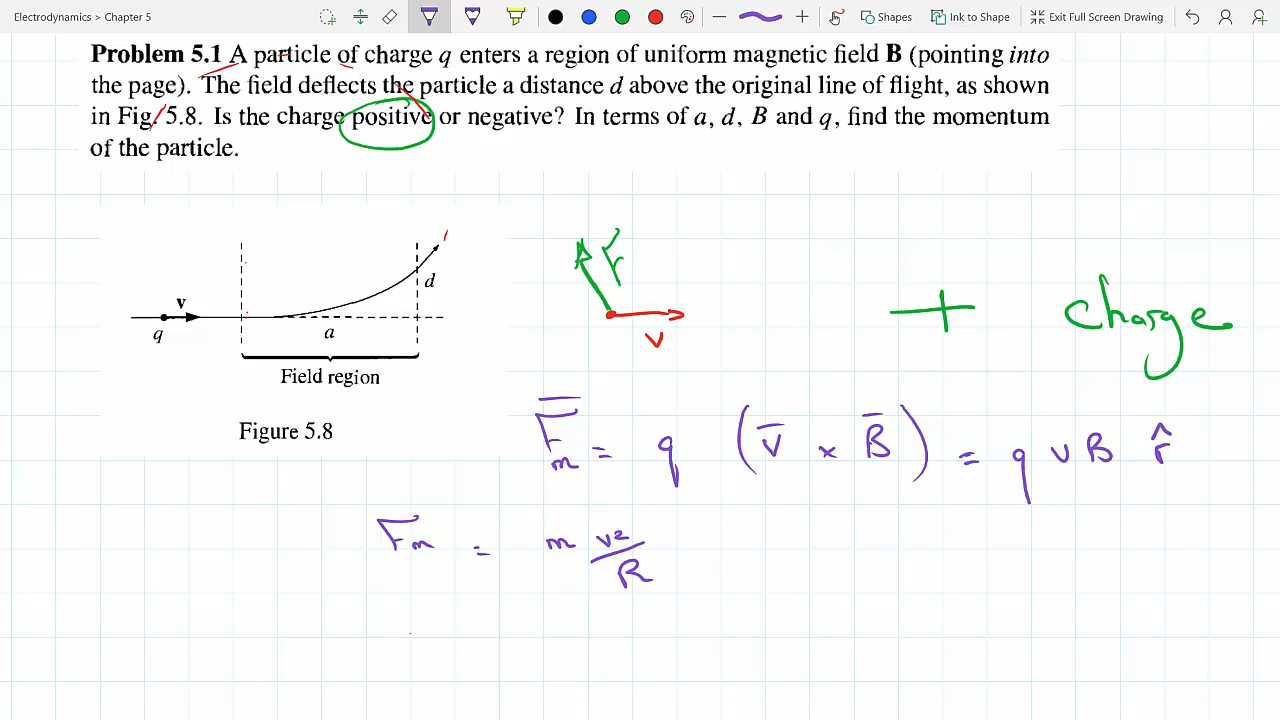 Electrodynamics > Chapter 5
Shapes
Ink to Shape
Exit Full Screen Drawing
Problem 5.1 A particle of charge q enters a region of uniform magnetic field B (pointing into
the page). The field deflects the particle a distance d above the original line of flight, as shown
in Fig. 5.8. Is the charge positive or negative? In terms of a, d, B and q, find the momentum
of the particle.
v
q
a
d
Field region
Figure 5.8
F
v
+ charge
F̅m = q (v̅ × B̅) = q v B r̂
Fm = m v²/R